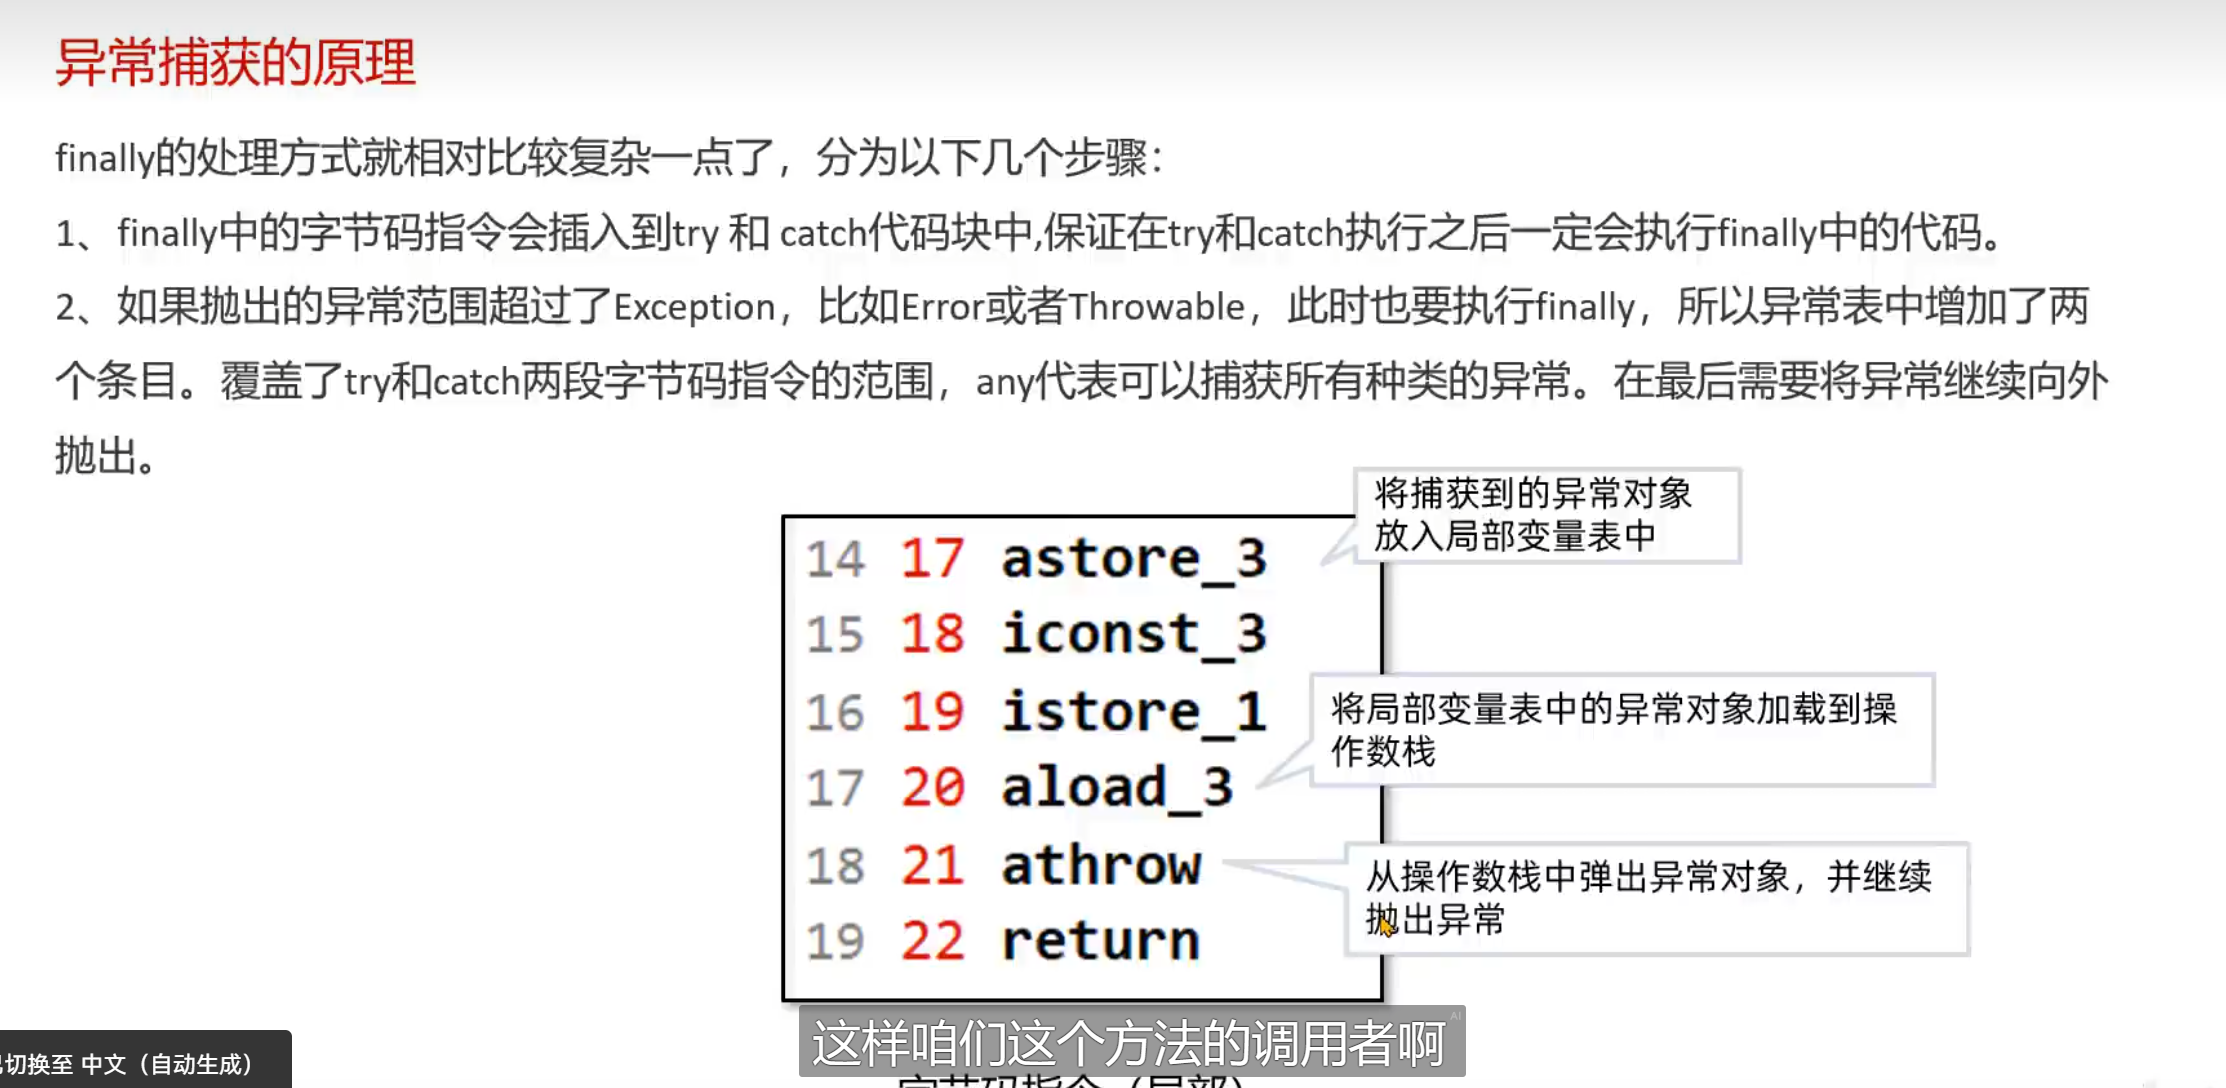 异常捕获的原理
finally的处理方式就相对比较复杂一点了，分为以下几个步骤：
1、finally中的字节码指令会插入到try 和 catch代码块中,保证在try和catch执行之后一定会执行finally中的代码。
2、如果抛出的异常范围超过了Exception，比如Error或者Throwable，此时也要执行finally，所以异常表中增加了两
个条目。覆盖了try和catch两段字节码指令的范围，any代表可以捕获所有种类的异常。在最后需要将异常继续向外
抛出。
将捕获到的异常对象
放入局部变量表中
14 17 astore_3
15 18 iconst_3
16 19 istore_1
将局部变量表中的异常对象加载到操
作数栈
17 20 aload_3
18 21 athrow
从操作数栈中弹出异常对象，并继续
抛出异常
19 22 return
AI
这样咱们这个方法的调用者啊
切换至 中文（自动生成）
字节码指令（局部）